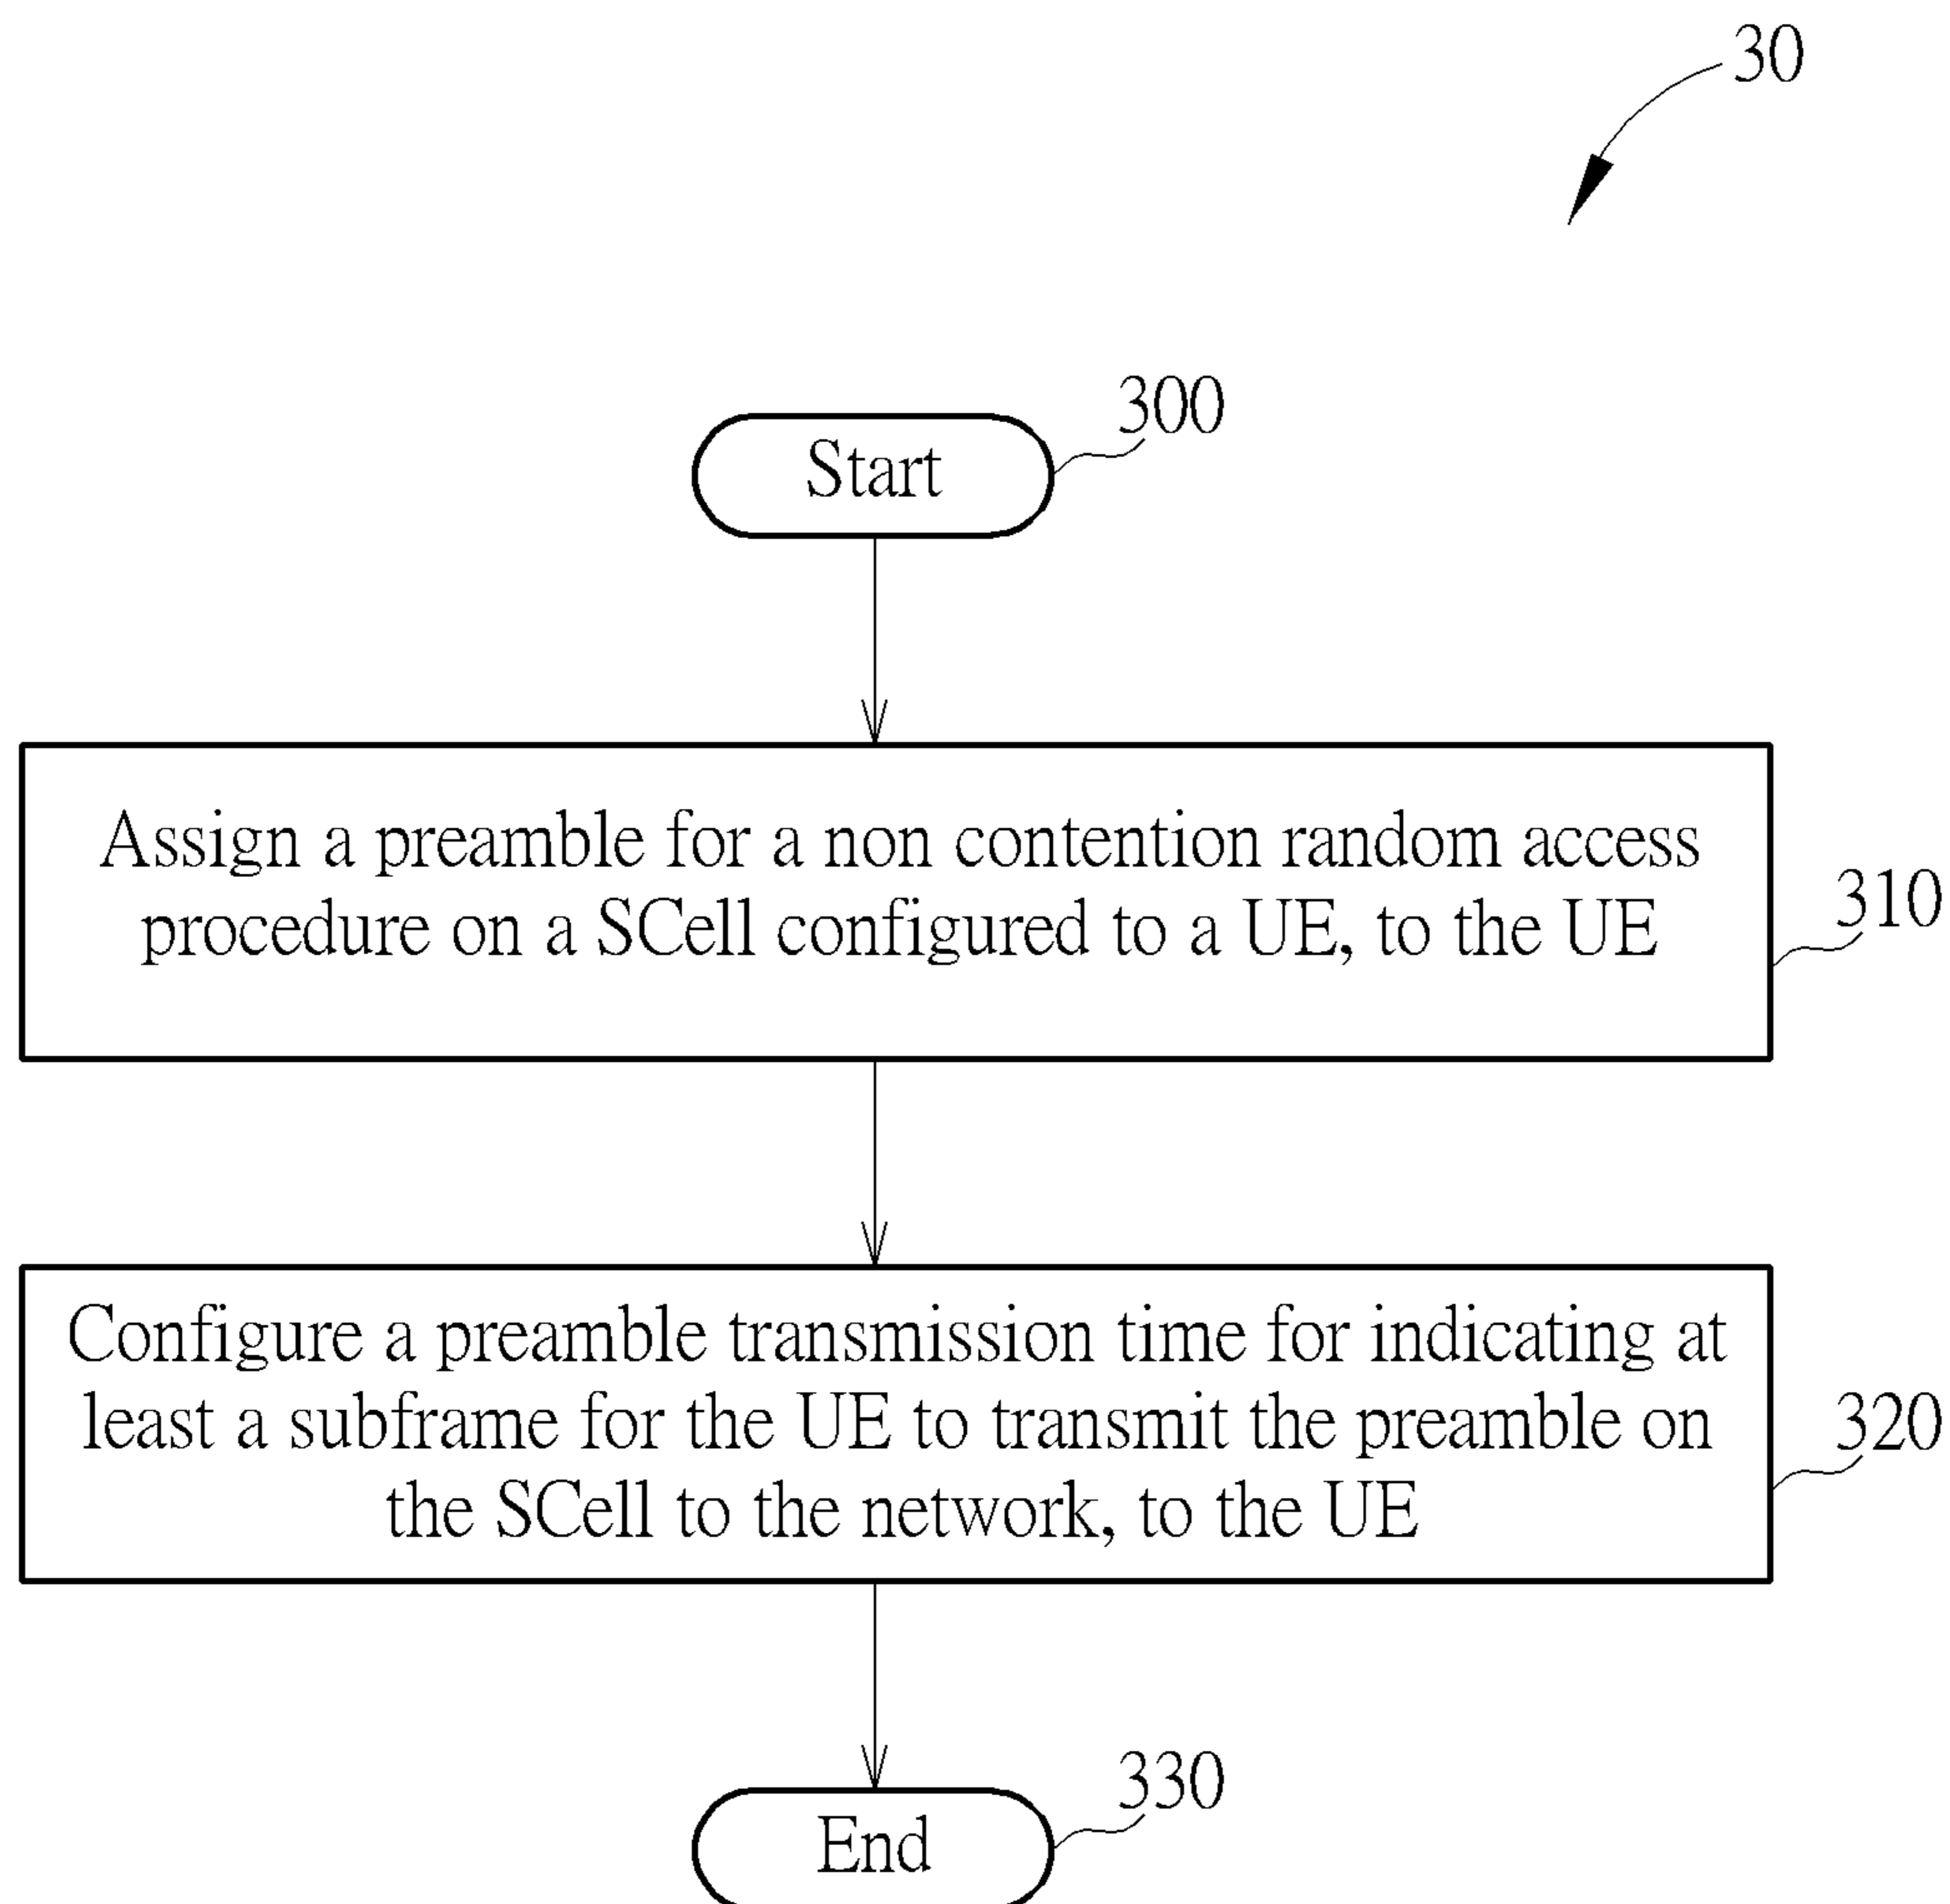 30
300
Start
Assign a preamble for a non contention random access
procedure on a SCell configured to a UE, to the UE
310
Configure a preamble transmission time for indicating at
least a subframe for the UE to transmit the preamble on
the SCell to the network, to the UE
320
330
End